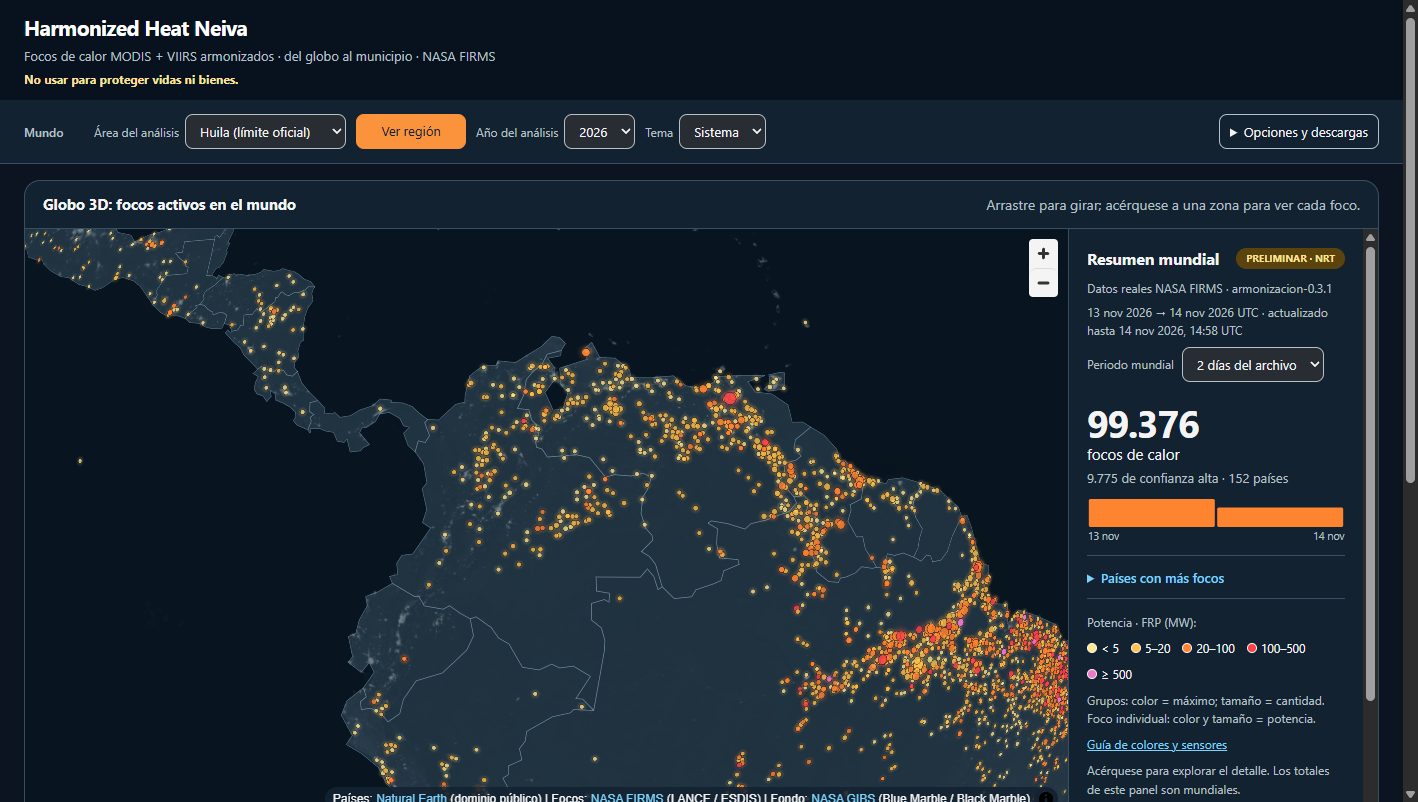 Harmonized Heat Neiva
Focos de calor MODIS + VIIRS armonizados · del globo al municipio · NASA FIRMS
No usar para proteger vidas ni bienes.
Mundo
Área del análisis
Huila (límite oficial)
Ver región
Año del análisis
2026
Tema
Sistema
▶ Opciones y descargas
Globo 3D: focos activos en el mundo
Arrastre para girar; acérquese a una zona para ver cada foco.
+
−
Resumen mundial
PRELIMINAR · NRT
Datos reales NASA FIRMS · armonizacion-0.3.1
13 nov 2026 → 14 nov 2026 UTC · actualizado
hasta 14 nov 2026, 14:58 UTC
Periodo mundial
2 días del archivo
99.376
focos de calor
9.775 de confianza alta · 152 países
13 nov
14 nov
▶ Países con más focos
Potencia · FRP (MW):
< 5
5–20
20–100
100–500
≥ 500
Grupos: color = máximo; tamaño = cantidad.
Foco individual: color y tamaño = potencia.
Guía de colores y sensores
Acérquese para explorar el detalle. Los totales
de este panel son mundiales.
Países: Natural Earth (dominio público) | Focos: NASA FIRMS (LANCE / ESDIS) | Fondo: NASA GIBS (Blue Marble / Black Marble)